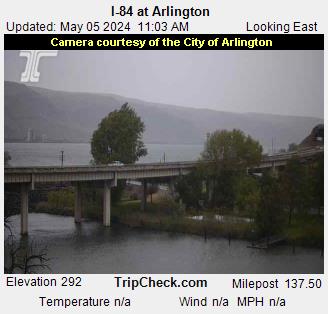 I-84 at Arlington
Updated: May 05 2024 11:03 AM Looking East
Camera courtesy of the City of Arlington
Elevation 292 TripCheck.com Milepost 137.50
Temperature n/a Wind n/a MPH n/a